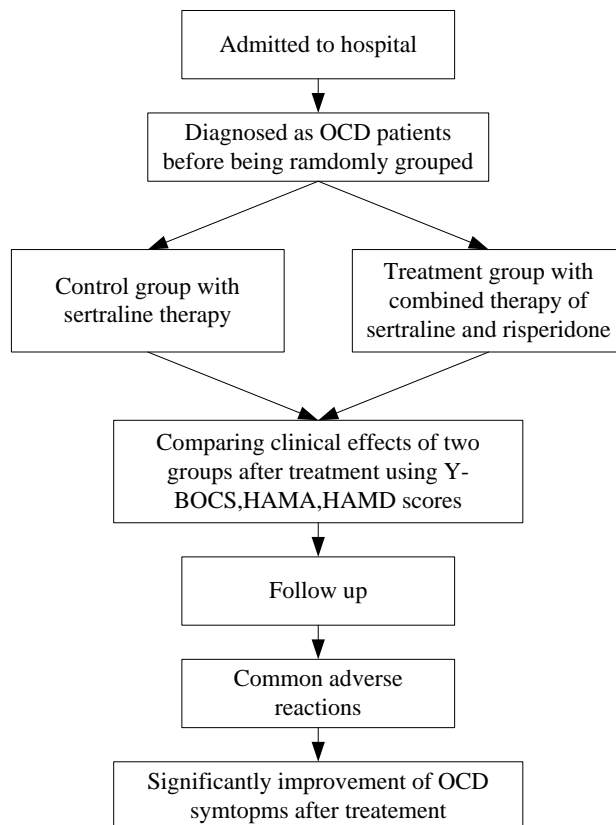 Admitted to hospital
Diagnosed as OCD patients
before being ramdomly grouped
Control group with
sertraline therapy
Treatment group with
combined therapy of
sertraline and risperidone
Comparing clinical effects of two
groups after treatment using Y-
BOCS,HAMA,HAMD scores
Follow up
Common adverse
reactions
Significantly improvement of OCD
symtopms after treatement